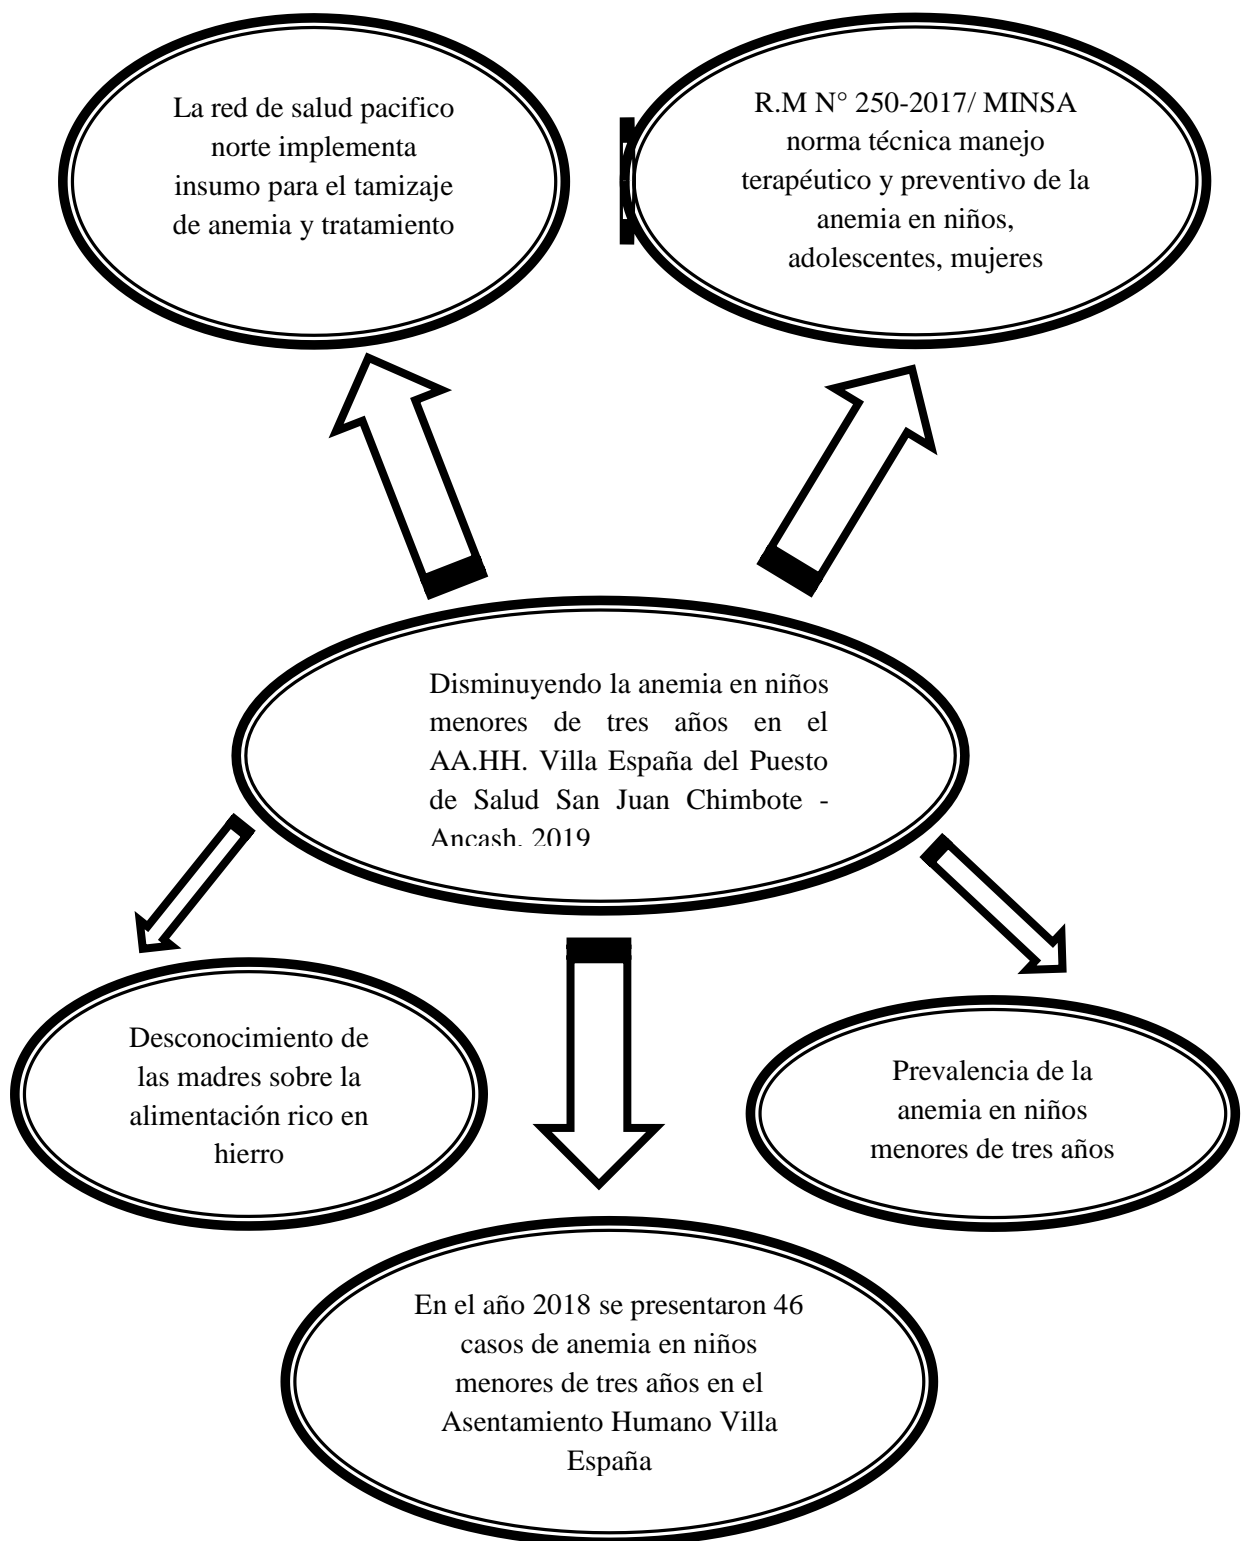 La red de salud pacifico
norte implementa
insumo para el tamizaje
de anemia y tratamiento
R.M N° 250-2017/ MINSA
norma técnica manejo
terapéutico y preventivo de la
anemia en niños,
adolescentes, mujeres
Disminuyendo la anemia en niños
menores de tres años en el
AA.HH. Villa España del Puesto
de Salud San Juan Chimbote -
Ancash. 2019
Desconocimiento de
las madres sobre la
alimentación rico en
hierro
Prevalencia de la
anemia en niños
menores de tres años
En el año 2018 se presentaron 46
casos de anemia en niños
menores de tres años en el
Asentamiento Humano Villa
España